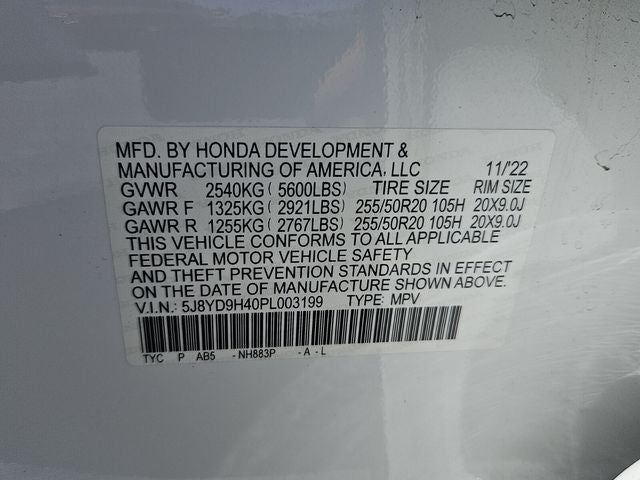 MFD. BY HONDA DEVELOPMENT &
MANUFACTURING OF AMERICA, LLC 11/'22
GVWR 2540KG ( 5600LBS) TIRE SIZE RIM SIZE
GAWR F 1325KG ( 2921LBS) 255/50R20 105H 20X9.0J
GAWR R 1255KG ( 2767LBS) 255/50R20 105H 20X9.0J
THIS VEHICLE CONFORMS TO ALL APPLICABLE
FEDERAL MOTOR VEHICLE SAFETY
AND THEFT PREVENTION STANDARDS IN EFFECT
ON THE DATE OF MANUFACTURE SHOWN ABOVE.
V.I.N.: 5J8YD9H40PL003199 TYPE: MPV
TYC P AB5 -NH883P -A-L